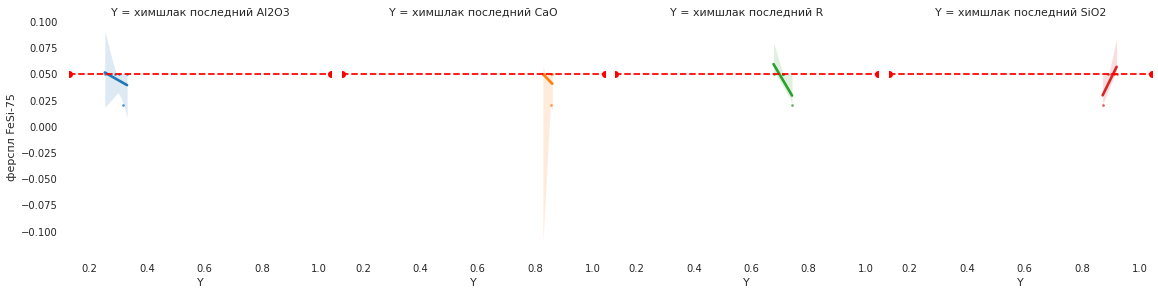 Y = химшлак последний Al2O3
Y = химшлак последний CaO
Y = химшлак последний R
Y = химшлак последний SiO2
ферспл FeSi-75
0.100
0.075
0.050
0.025
0.000
−0.025
−0.050
−0.075
−0.100
0.2 0.4 0.6 0.8 1.0
0.2 0.4 0.6 0.8 1.0
0.2 0.4 0.6 0.8 1.0
0.2 0.4 0.6 0.8 1.0
Y
Y
Y
Y